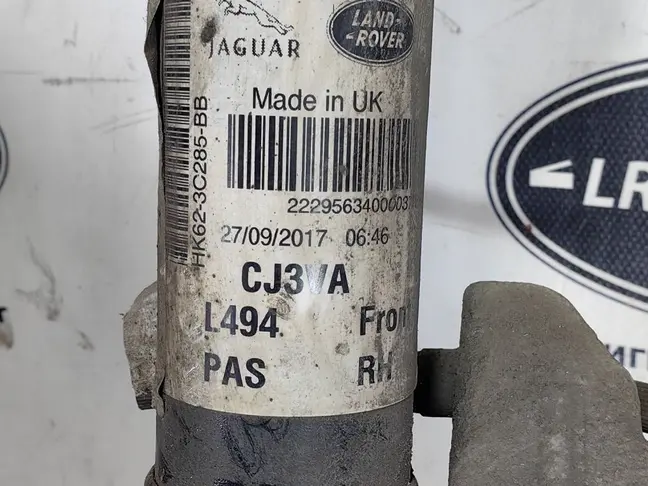 JAGUAR
LAND-
-ROVER
Made in UK
HK62-3C285-BB
2229563400003
27/09/2017 06:46
CJ3VA
L494 Fron
PAS RH
LR